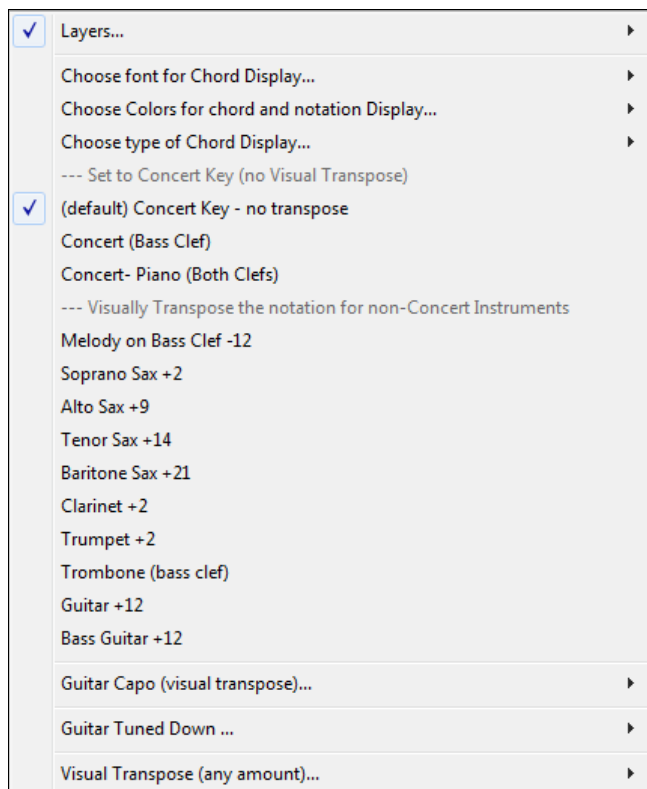 Layers...
Choose font for Chord Display...
Choose Colors for chord and notation Display...
Choose type of Chord Display...
--- Set to Concert Key (no Visual Transpose)
(default) Concert Key - no transpose
Concert (Bass Clef)
Concert- Piano (Both Clefs)
--- Visually Transpose the notation for non-Concert Instruments
Melody on Bass Clef -12
Soprano Sax +2
Alto Sax +9
Tenor Sax +14
Baritone Sax +21
Clarinet +2
Trumpet +2
Trombone (bass clef)
Guitar +12
Bass Guitar +12
Guitar Capo (visual transpose)...
Guitar Tuned Down ...
Visual Transpose (any amount)...